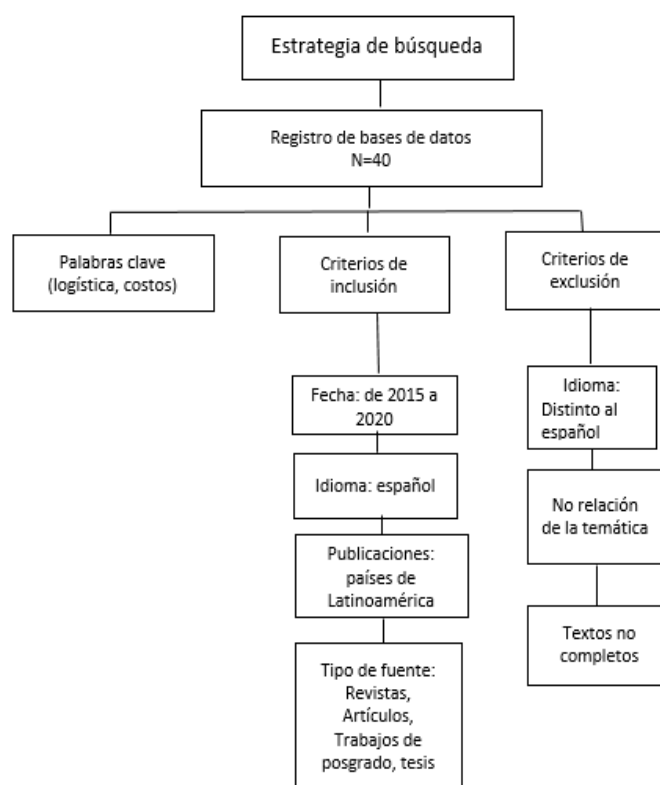 Estrategia de búsqueda
Registro de bases de datos
N=40
Palabras clave
(logística, costos)
Criterios de
inclusión
Criterios de
exclusión
Fecha: de 2015 a
2020
Idioma: español
Publicaciones:
países de
Latinoamérica
Tipo de fuente:
Revistas,
Artículos,
Trabajos de
posgrado, tesis
Idioma:
Distinto al
español
No relación
de la temática
Textos no
completos